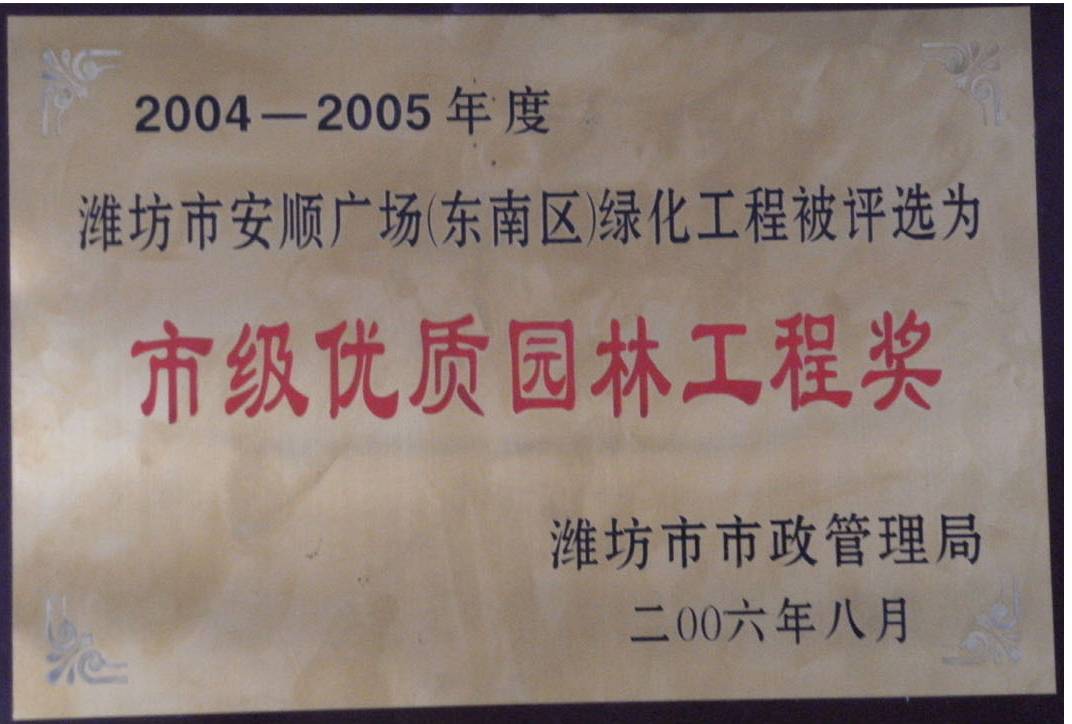 2004—2005年度
潍坊市安顺广场(东南区)绿化工程被评选为
市级优质园林工程奖
潍坊市市政管理局
二00六年八月